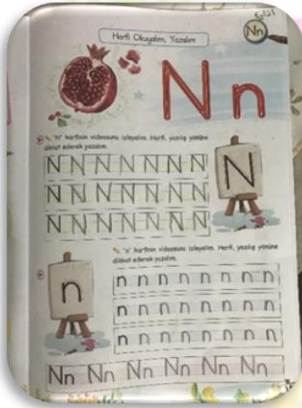 Nn
Harfi Okuyalım, Yazalım
N n
"N" harfinin videosunu izleyelim. Harfi, yazılış yönüne
dikkat ederek yazalım.
N N N N N N N
N
N N N N N N N
N N N N N N N
"n" harfinin videosunu izleyelim. Harfi, yazılış yönüne
dikkat ederek yazalım.
n
n n n n n n n n
n n n n n n n n
n n n n n n n n
Nn Nn Nn Nn Nn Nn